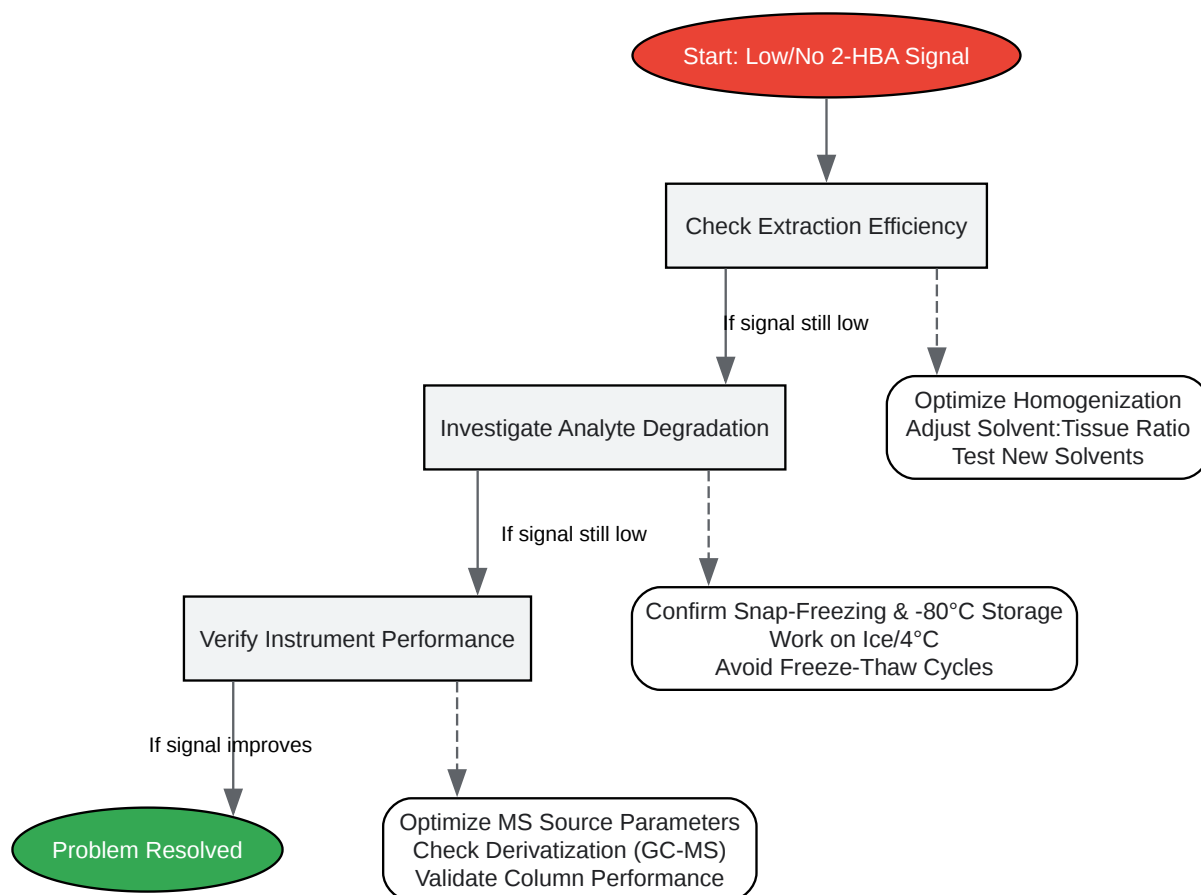 Start: Low/No 2-HBA Signal
Check Extraction Efficiency
If signal still low
Optimize Homogenization
Adjust Solvent:Tissue Ratio
Test New Solvents
Investigate Analyte Degradation
If signal still low
Confirm Snap-Freezing & -80°C Storage
Work on Ice/4°C
Avoid Freeze-Thaw Cycles
Verify Instrument Performance
If signal improves
Optimize MS Source Parameters
Check Derivatization (GC-MS)
Validate Column Performance
Problem Resolved